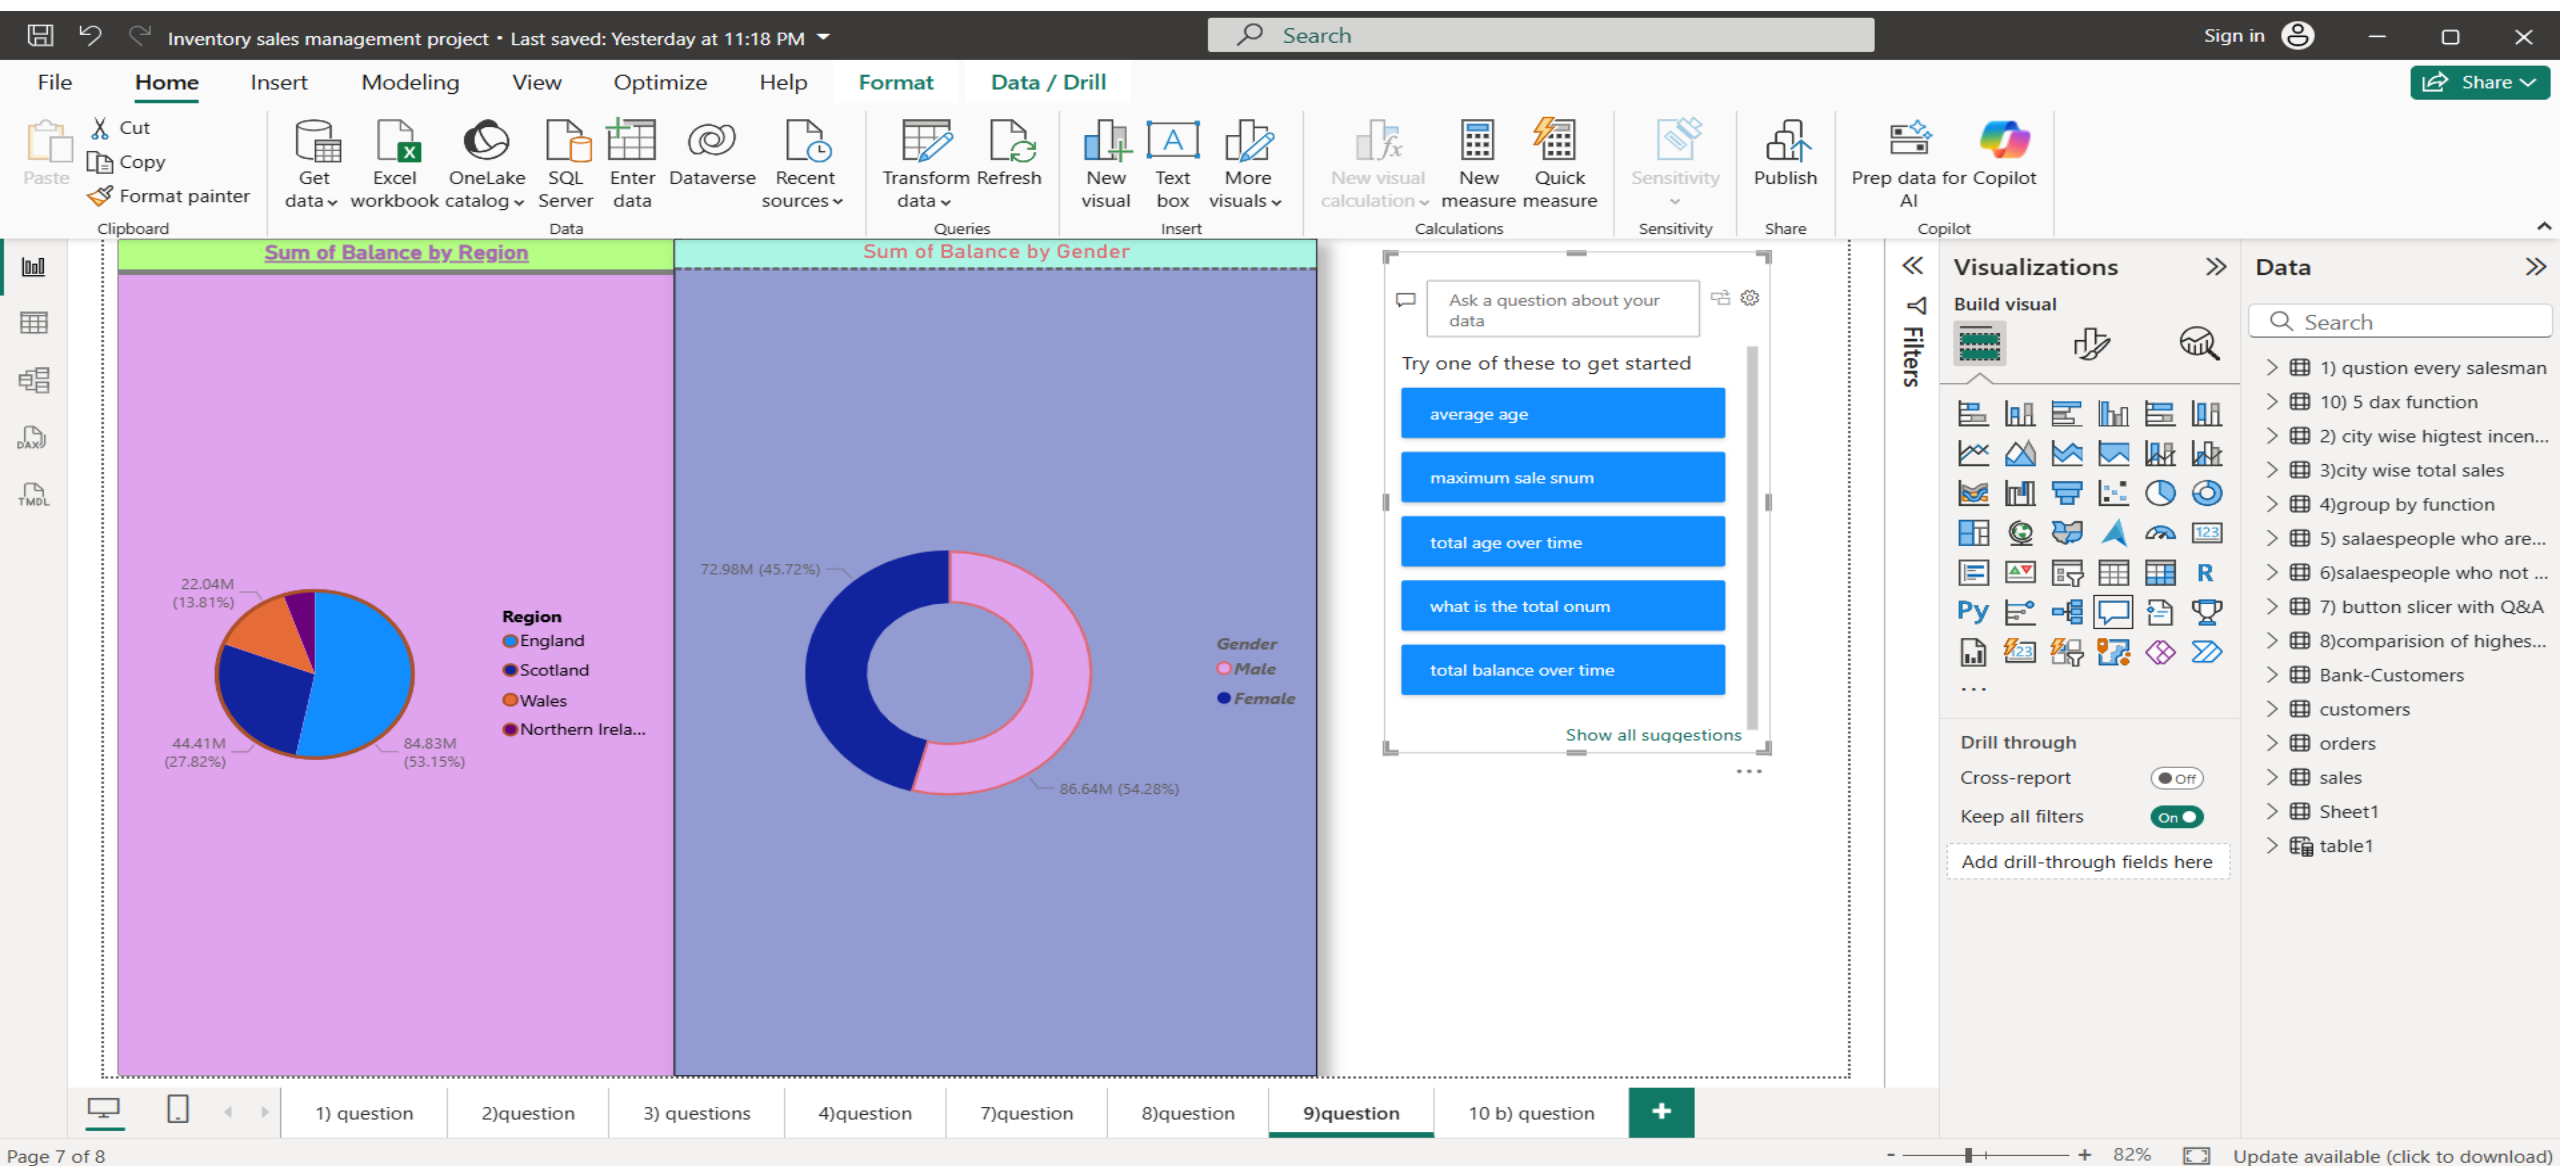 Inventory sales management project • Last saved: Yesterday at 11:18 PM
Search
Sign in
File
Home
Insert
Modeling
View
Optimize
Help
Format
Data / Drill
Share
Paste
Cut
Copy
Format painter
Clipboard
Get data
Excel workbook
OneLake catalog
SQL Server
Enter data
Dataverse
Recent sources
Data
Transform data
Refresh
Queries
New visual
Text box
More visuals
Insert
New visual calculation
New measure
Quick measure
Calculations
Sensitivity
Sensitivity
Publish
Share
Prep data for AI
Copilot
Copilot
DAX
TMDL
Sum of Balance by Region
22.04M
(13.81%)
44.41M
(27.82%)
84.83M
(53.15%)
Region
England
Scotland
Wales
Northern Irela...
Sum of Balance by Gender
72.98M (45.72%)
86.64M (54.28%)
Gender
Male
Female
Ask a question about your
data
Try one of these to get started
average age
maximum sale snum
total age over time
what is the total onum
total balance over time
Show all suggestions
Filters
Visualizations
Build visual
123
R
Py
123
Drill through
Cross-report
Off
Keep all filters
On
Add drill-through fields here
Data
Search
1) qustion every salesman
10) 5 dax function
2) city wise higtest incen...
3)city wise total sales
4)group by function
5) salaespeople who are...
6)salaespeople who not ...
7) button slicer with Q&A
8)comparision of highes...
Bank-Customers
customers
orders
sales
Sheet1
table1
1) question
2)question
3) questions
4)question
7)question
8)question
9)question
10 b) question
+
Page 7 of 8
- + 82%
Update available (click to download)